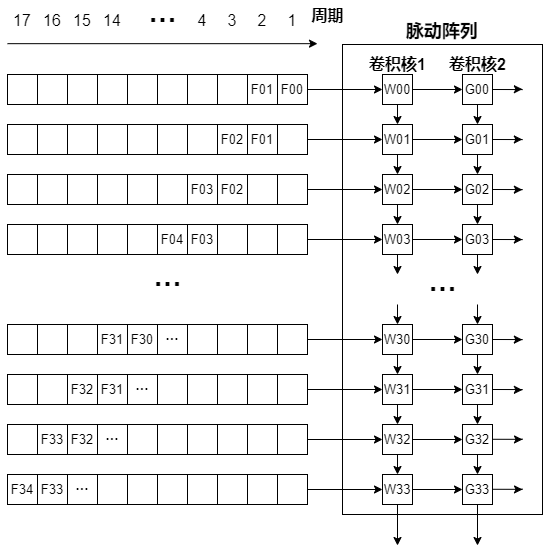 17 16 15 14 ··· 4 3 2 1 周期
脉动阵列
卷积核1 卷积核2
F01 F00 W00 G00
F02 F01 W01 G01
F03 F02 W02 G02
F04 F03 W03 G03
··· ···
F31 F30 ... W30 G30
F32 F31 ... W31 G31
F33 F32 ... W32 G32
F34 F33 ... W33 G33